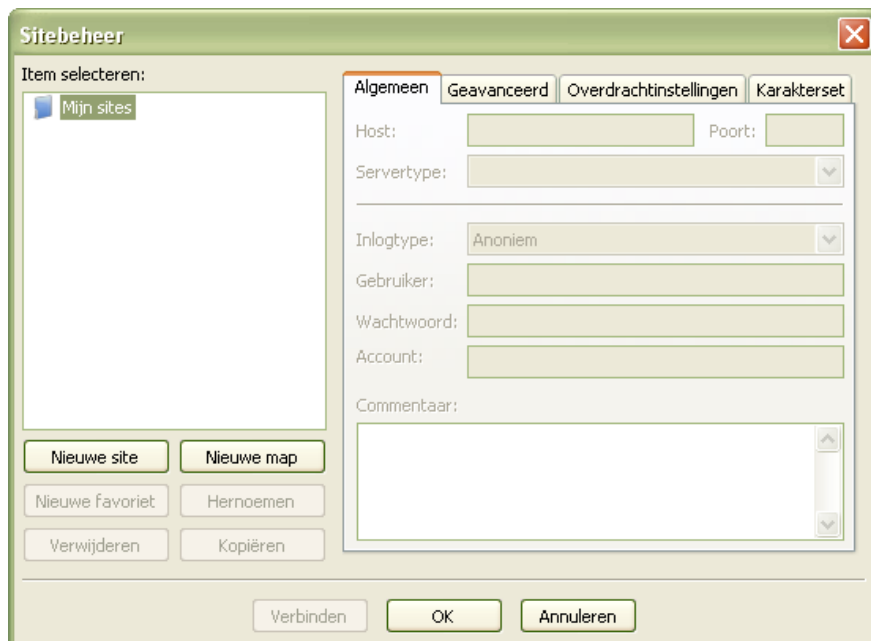 Sitebeheer
Item selecteren:
Mijn sites
Nieuwe site Nieuwe map
Nieuwe favoriet Hernoemen
Verwijderen Kopiëren
Algemeen Geavanceerd Overdrachtinstellingen Karakterset
Host: Poort:
Servertype:
Inlogtype: Anoniem
Gebruiker:
Wachtwoord:
Account:
Commentaar:
Verbinden OK Annuleren